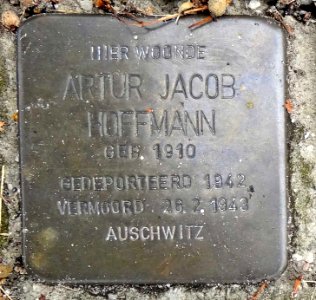 HIER WOONDE
ARTUR JACOB
HOFFMANN
GEB. 1910
GEDEPORTEERD 1942
VERMOORD 26.2.1943
AUSCHWITZ